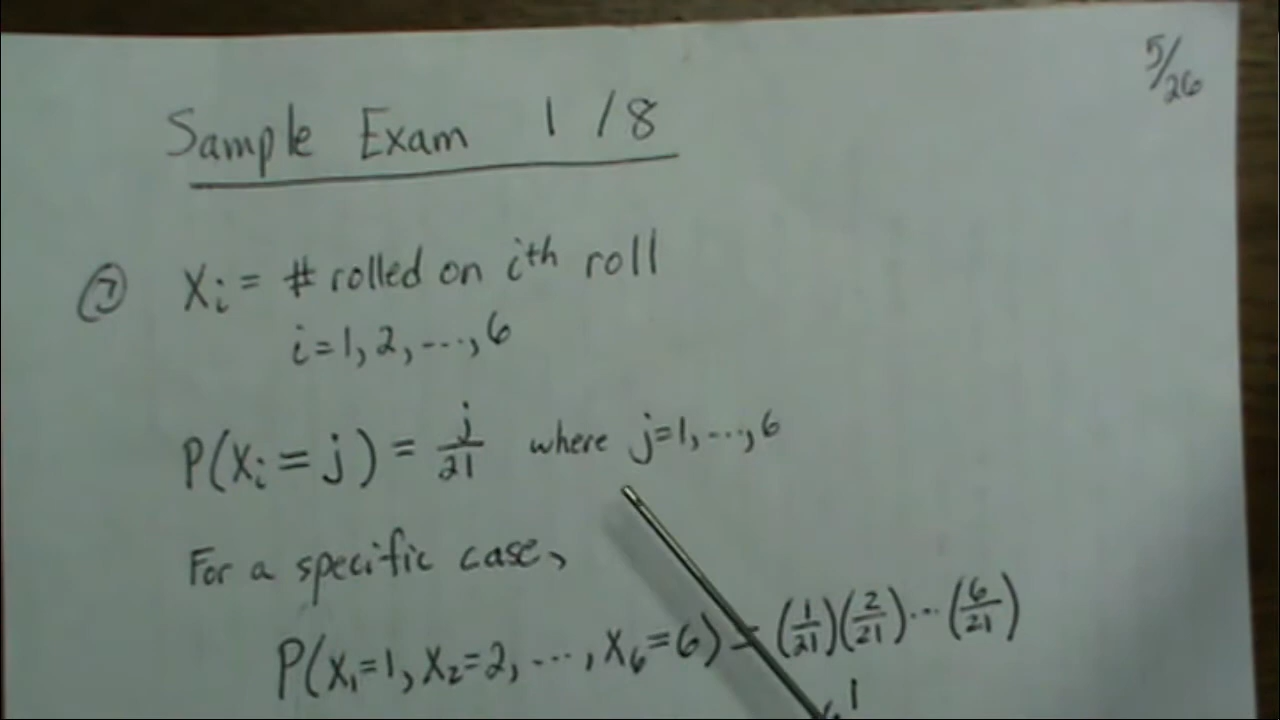 5/26
Sample Exam 1 / 8
⑦ Xi = # rolled on ith roll
i = 1, 2, ..., 6
P(Xi = j) = j/21 where j=1, ..., 6
For a specific case,
P(X1=1, X2=2, ..., X6=6) = (1/21)(2/21)...(6/21)